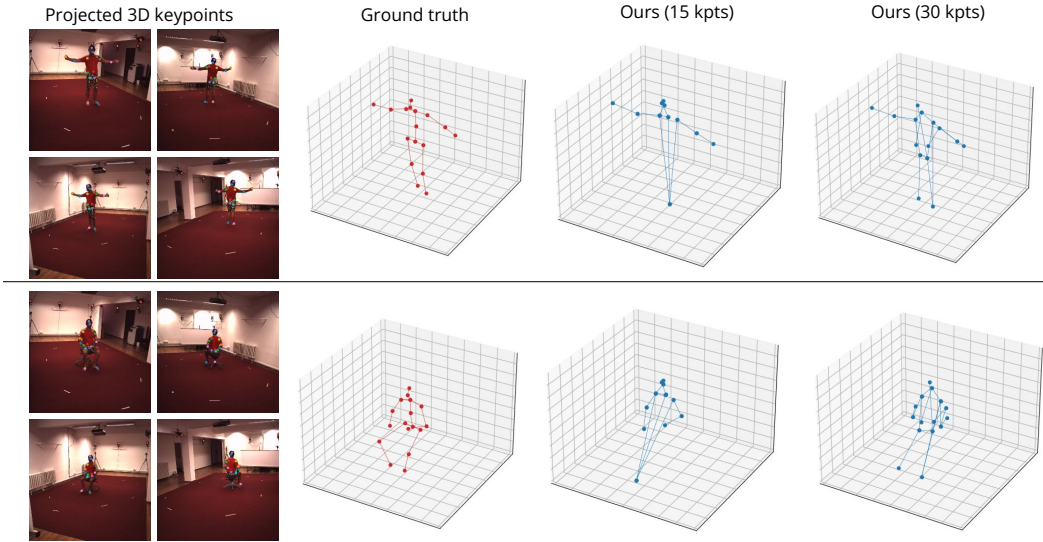 Projected 3D keypoints
Ground truth
Ours (15 kpts)
Ours (30 kpts)